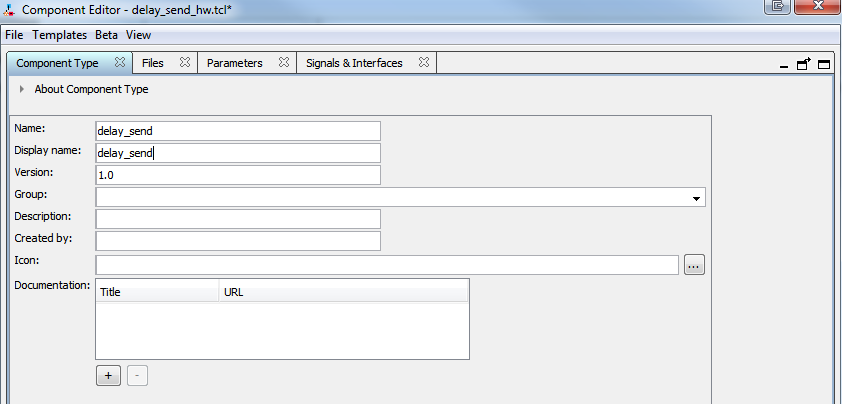 Component Editor - delay_send_hw.tcl*
File Templates Beta View
Component Type Files Parameters Signals & Interfaces
About Component Type
Name: delay_send
Display name: delay_send
Version: 1.0
Group:
Description:
Created by:
Icon: ...
Documentation: Title URL
+ -